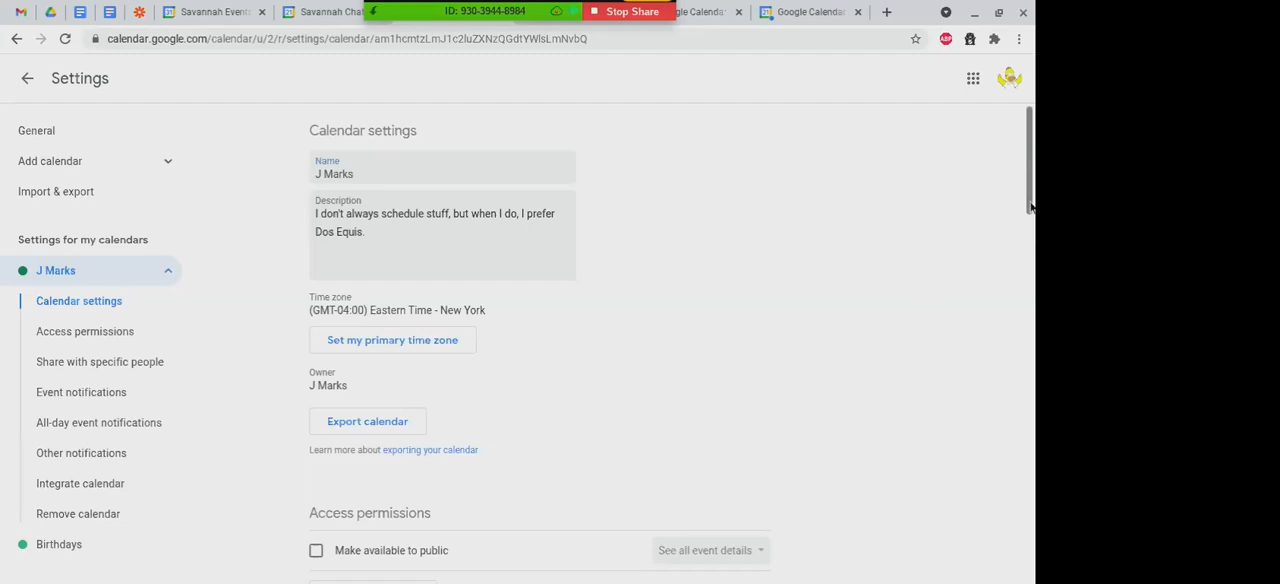 ID: 930-3944-8984
Stop Share
Savannah Event
Savannah Cha
gle Calenda
Google Calenda
calendar.google.com/calendar/u/2/r/settings/calendar/am1hcmtzLmJ1c2luZXNzQGdtYWlsLmNvbQ
ABP
Settings
General
Add calendar
Import & export
Settings for my calendars
J Marks
Calendar settings
Access permissions
Share with specific people
Event notifications
All-day event notifications
Other notifications
Integrate calendar
Remove calendar
Birthdays
Calendar settings
Name
J Marks
Description
I don't always schedule stuff, but when I do, I prefer
Dos Equis.
Time zone
(GMT-04:00) Eastern Time - New York
Set my primary time zone
Owner
J Marks
Export calendar
Learn more about exporting your calendar
Access permissions
Make available to public
See all event details